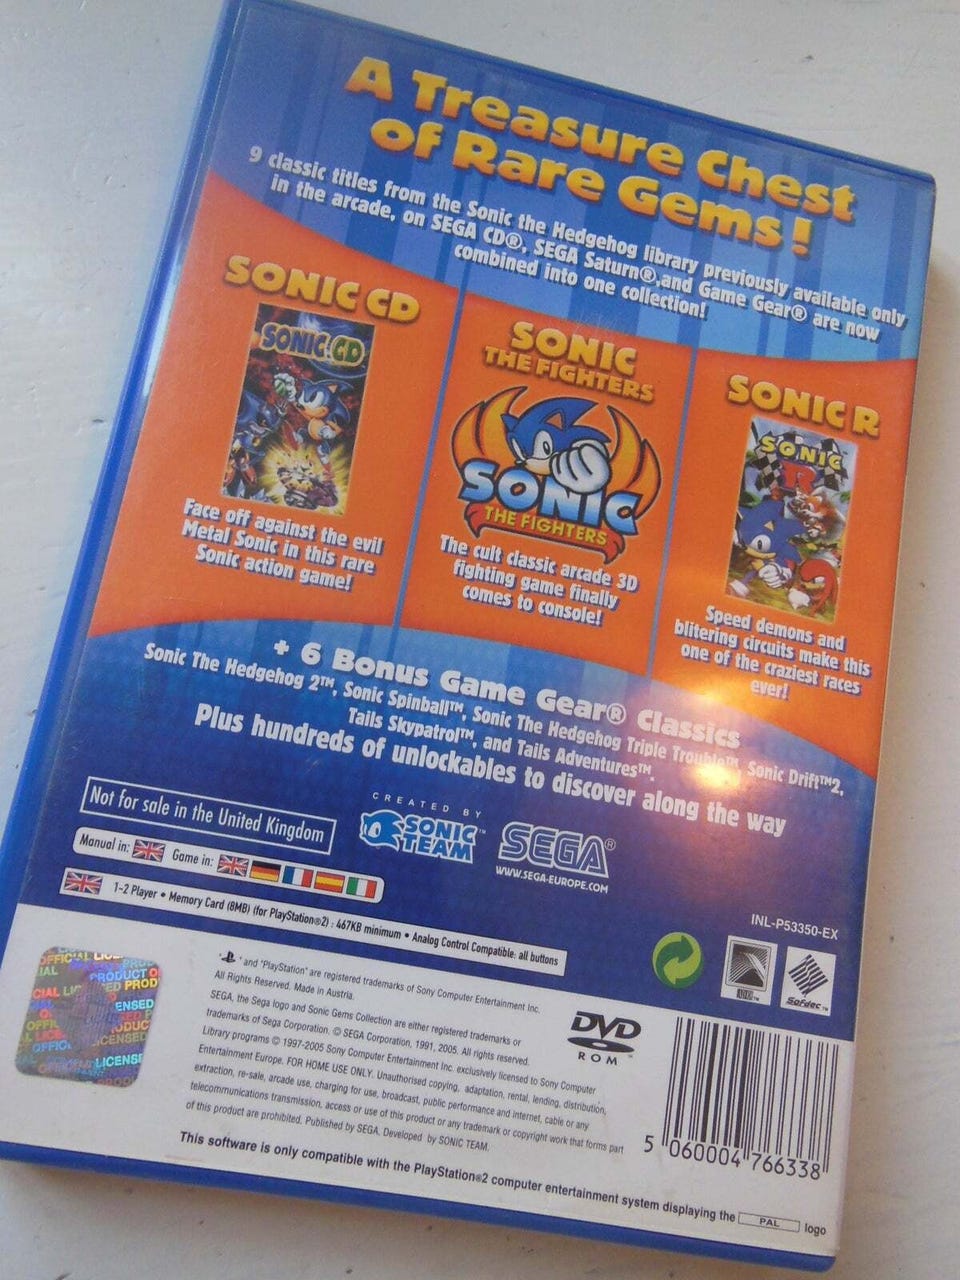 A Treasure Chest
of Rare Gems!
9 classic titles from the Sonic the Hedgehog library previously available only
in the arcade, on SEGA CD®, SEGA Saturn®,and Game Gear® are now
combined into one collection!
SONIC CD
SONIC CD
Face off against the evil
Metal Sonic in this rare
Sonic action game!
SONIC
THE FIGHTERS
SONIC
THE FIGHTERS
The cult classic arcade 3D
fighting game finally
comes to console!
SONIC R
SONIC
R
Speed demons and
blitering circuits make this
one of the craziest races
ever!
+ 6 Bonus Game Gear® Classics
Sonic The Hedgehog 2™, Sonic Spinball™, Sonic The Hedgehog Triple Trouble™, Sonic Drift™2,
Tails Skypatrol™, and Tails Adventures™.
Plus hundreds of unlockables to discover along the way
Not for sale in the United Kingdom
CREATED BY
SONIC TEAM™
SEGA®
WWW.SEGA-EUROPE.COM
Manual in: Game in:
1-2 Player • Memory Card (8MB) (for PlayStation®2) : 467KB minimum • Analog Control Compatible: all buttons
INL-P53350-EX
Sofdec™
"PS" and "PlayStation" are registered trademarks of Sony Computer Entertainment Inc.
All Rights Reserved. Made in Austria.
SEGA, the Sega logo and Sonic Gems Collection are either registered trademarks or
trademarks of Sega Corporation. © SEGA Corporation, 1991, 2005. All rights reserved.
Library programs © 1997-2005 Sony Computer Entertainment Inc. exclusively licensed to Sony Computer
Entertainment Europe. FOR HOME USE ONLY. Unauthorised copying, adaptation, rental, lending, distribution,
extraction, re-sale, arcade use, charging for use, broadcast, public performance and internet, cable or any
telecommunications transmission, access or use of this product or any trademark or copyright work that forms part
of this product are prohibited. Published by SEGA. Developed by SONIC TEAM.
DVD
ROM
5 060004 766338
This software is only compatible with the PlayStation®2 computer entertainment system displaying the PAL logo